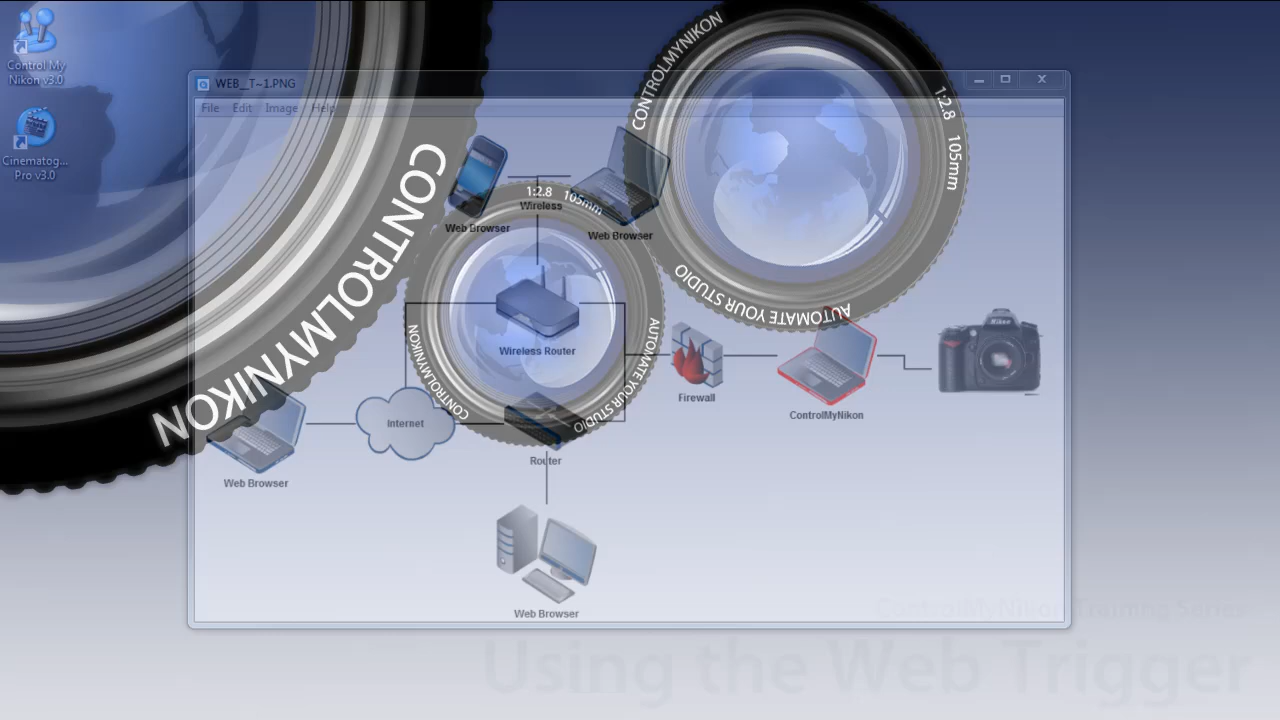 Control My
Nikon v3.0
Cinematog...
Pro v3.0
CONTROLMYNIKON
CONTROLMYNIKON
1:2.8 105mm
AUTOMATE YOUR STUDIO
WEB__T~1.PNG
File Edit Image Help
1:2.8 105mm
Wireless
Web Browser
Web Browser
Wireless Router
CONTROLMYNIKON
AUTOMATE YOUR STUDIO
Firewall
Nikon
ControlMyNikon
Internet
Router
Web Browser
Web Browser
ControlMyNikon Training Series
Using the Web Trigger